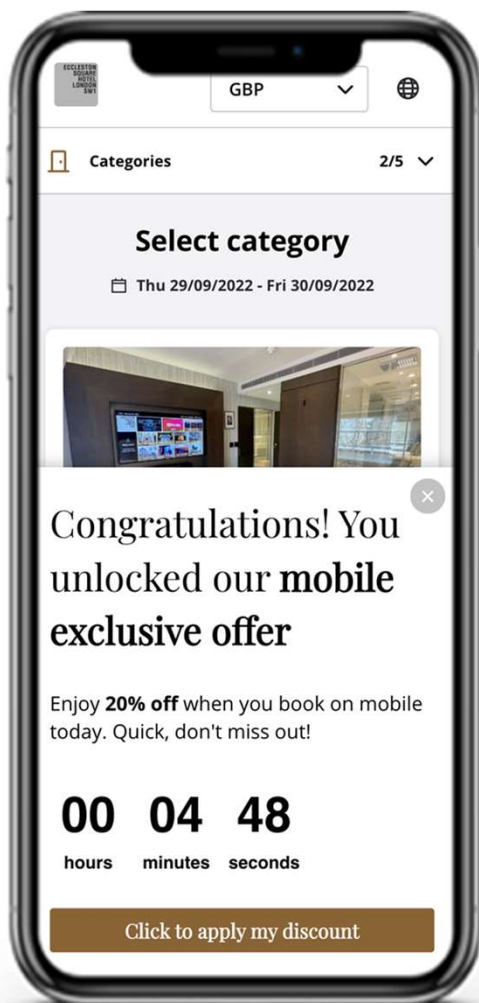 ECCLESTON
SQUARE
HOTEL
LONDON
SW1
GBP
Categories
2/5
Select category
Thu 29/09/2022 - Fri 30/09/2022
Congratulations! You
unlocked our mobile
exclusive offer
Enjoy 20% off when you book on mobile
today. Quick, don't miss out!
00 04 48
hours minutes seconds
Click to apply my discount